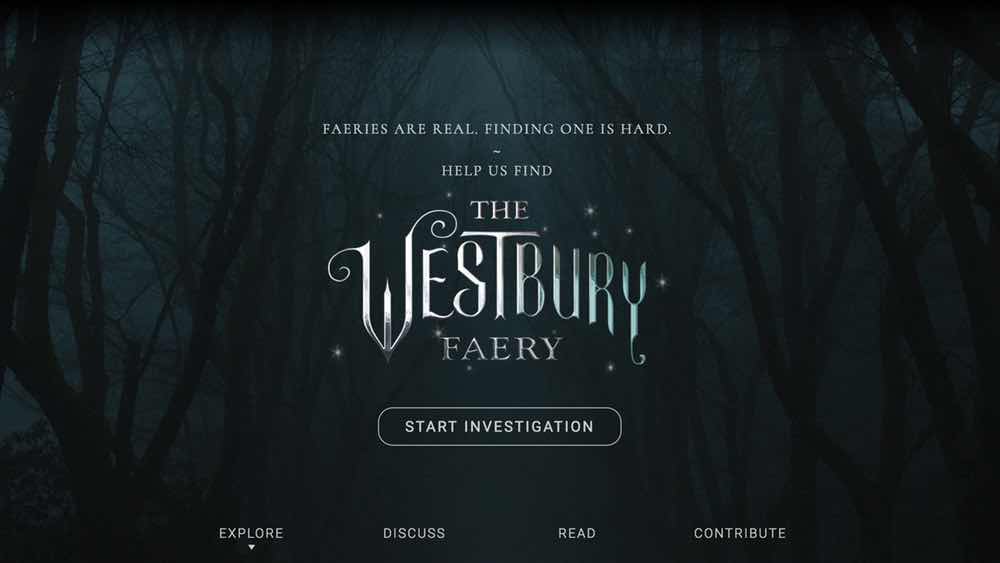 FAERIES ARE REAL. FINDING ONE IS HARD.
~
HELP US FIND
THE
WESTBURY
FAERY
START INVESTIGATION
EXPLORE
DISCUSS
READ
CONTRIBUTE